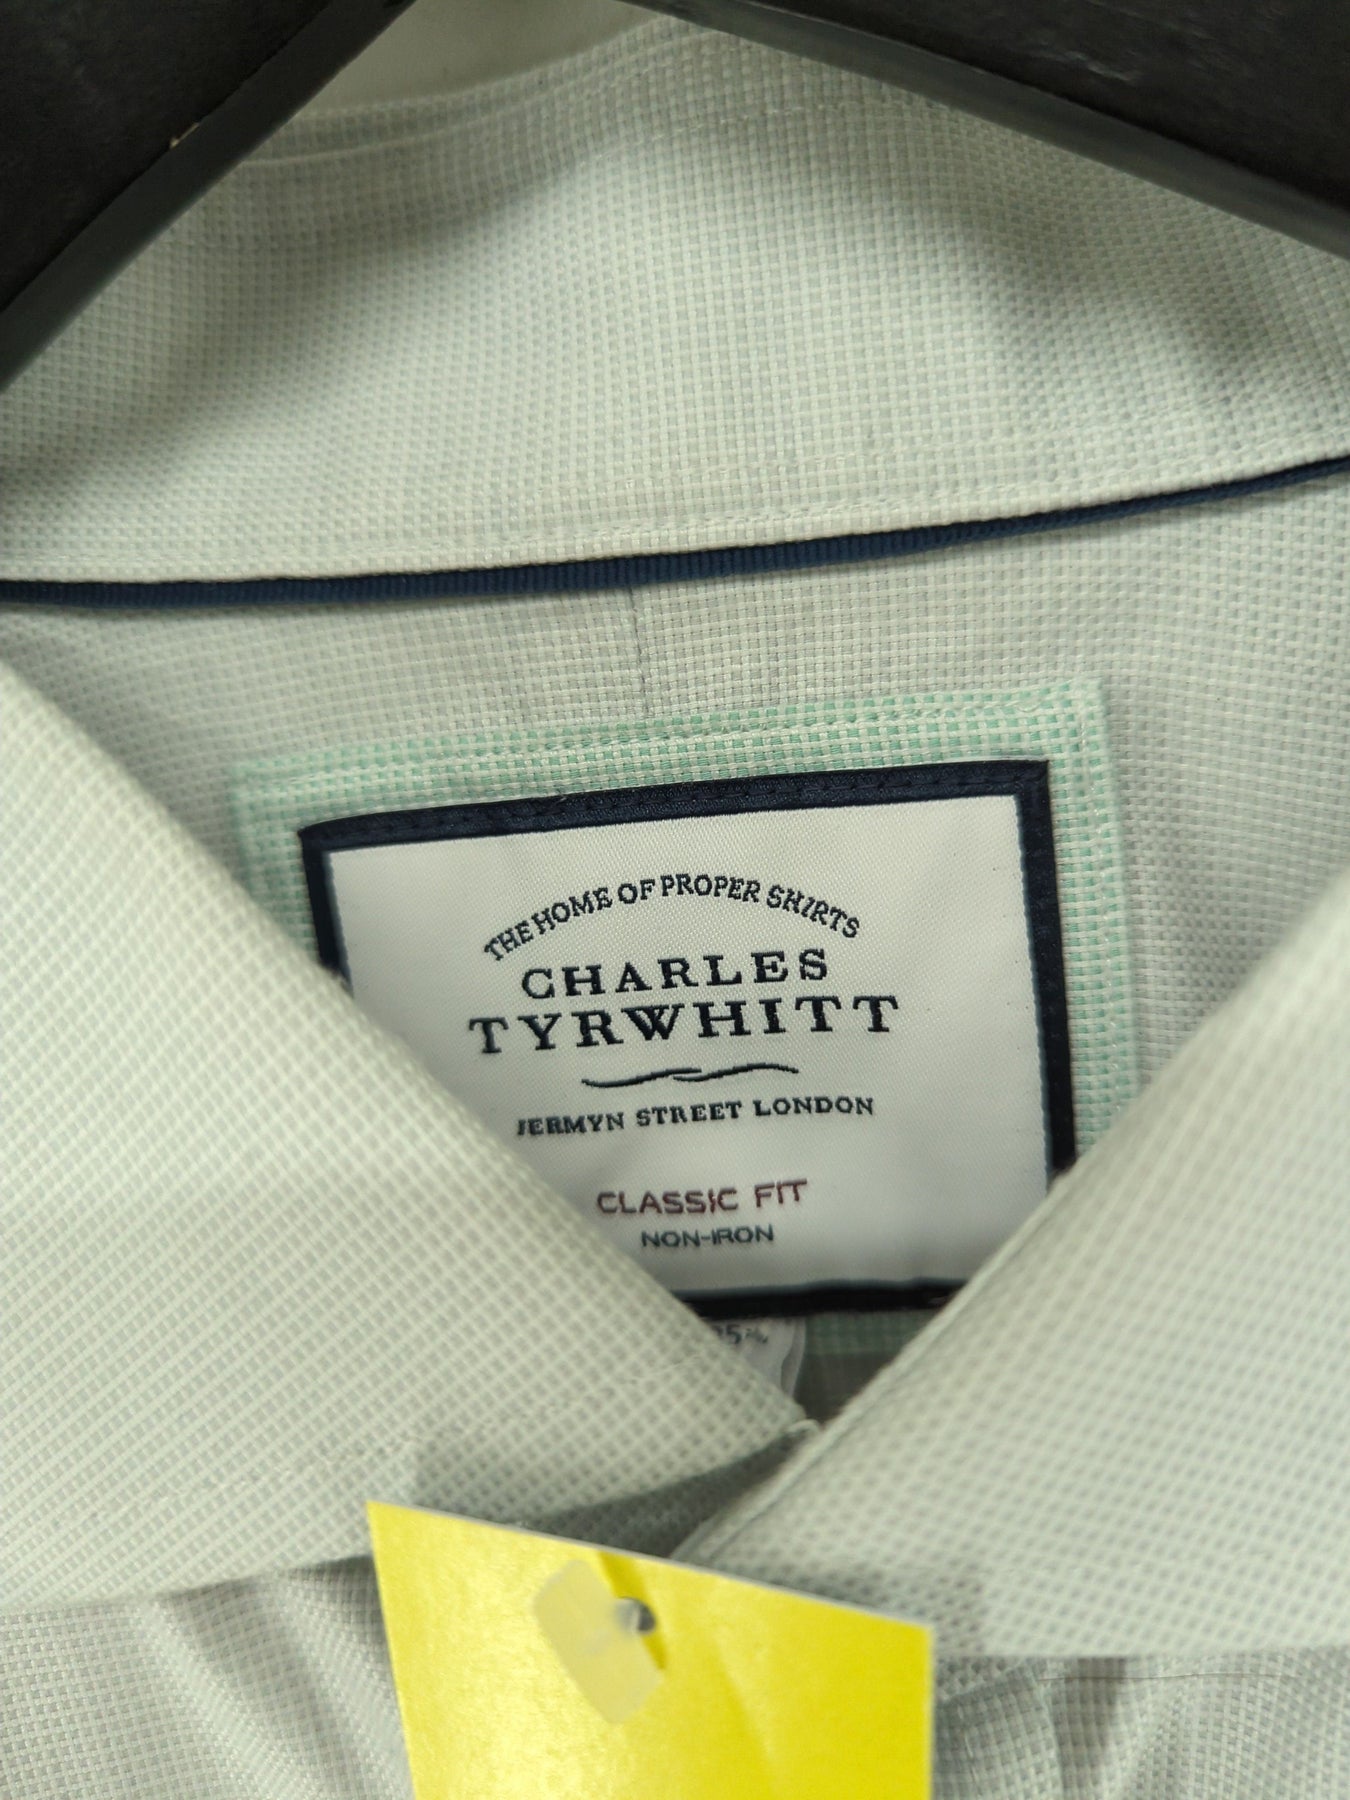 THE HOME OF PROPER SHIRTS
CHARLES
TYRWHITT
JERMYN STREET LONDON
CLASSIC FIT
NON-IRON